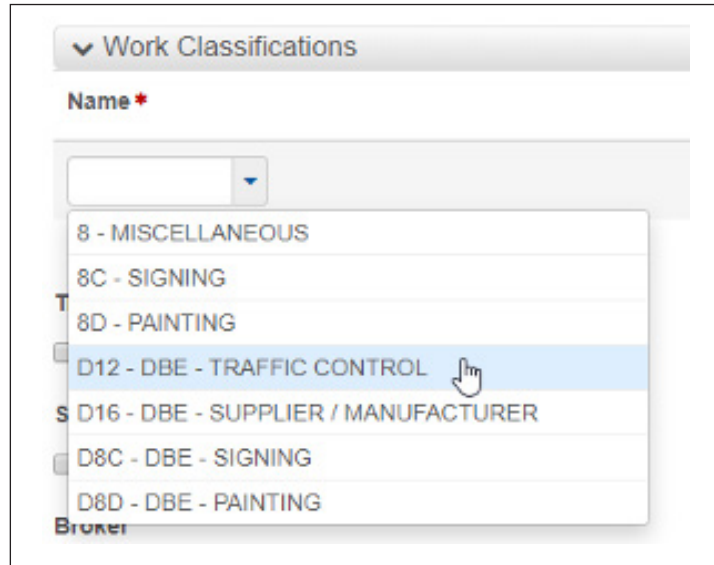 Work Classifications
Name *
8 - MISCELLANEOUS
8C - SIGNING
8D - PAINTING
D12 - DBE - TRAFFIC CONTROL
D16 - DBE - SUPPLIER / MANUFACTURER
D8C - DBE - SIGNING
D8D - DBE - PAINTING
Broker